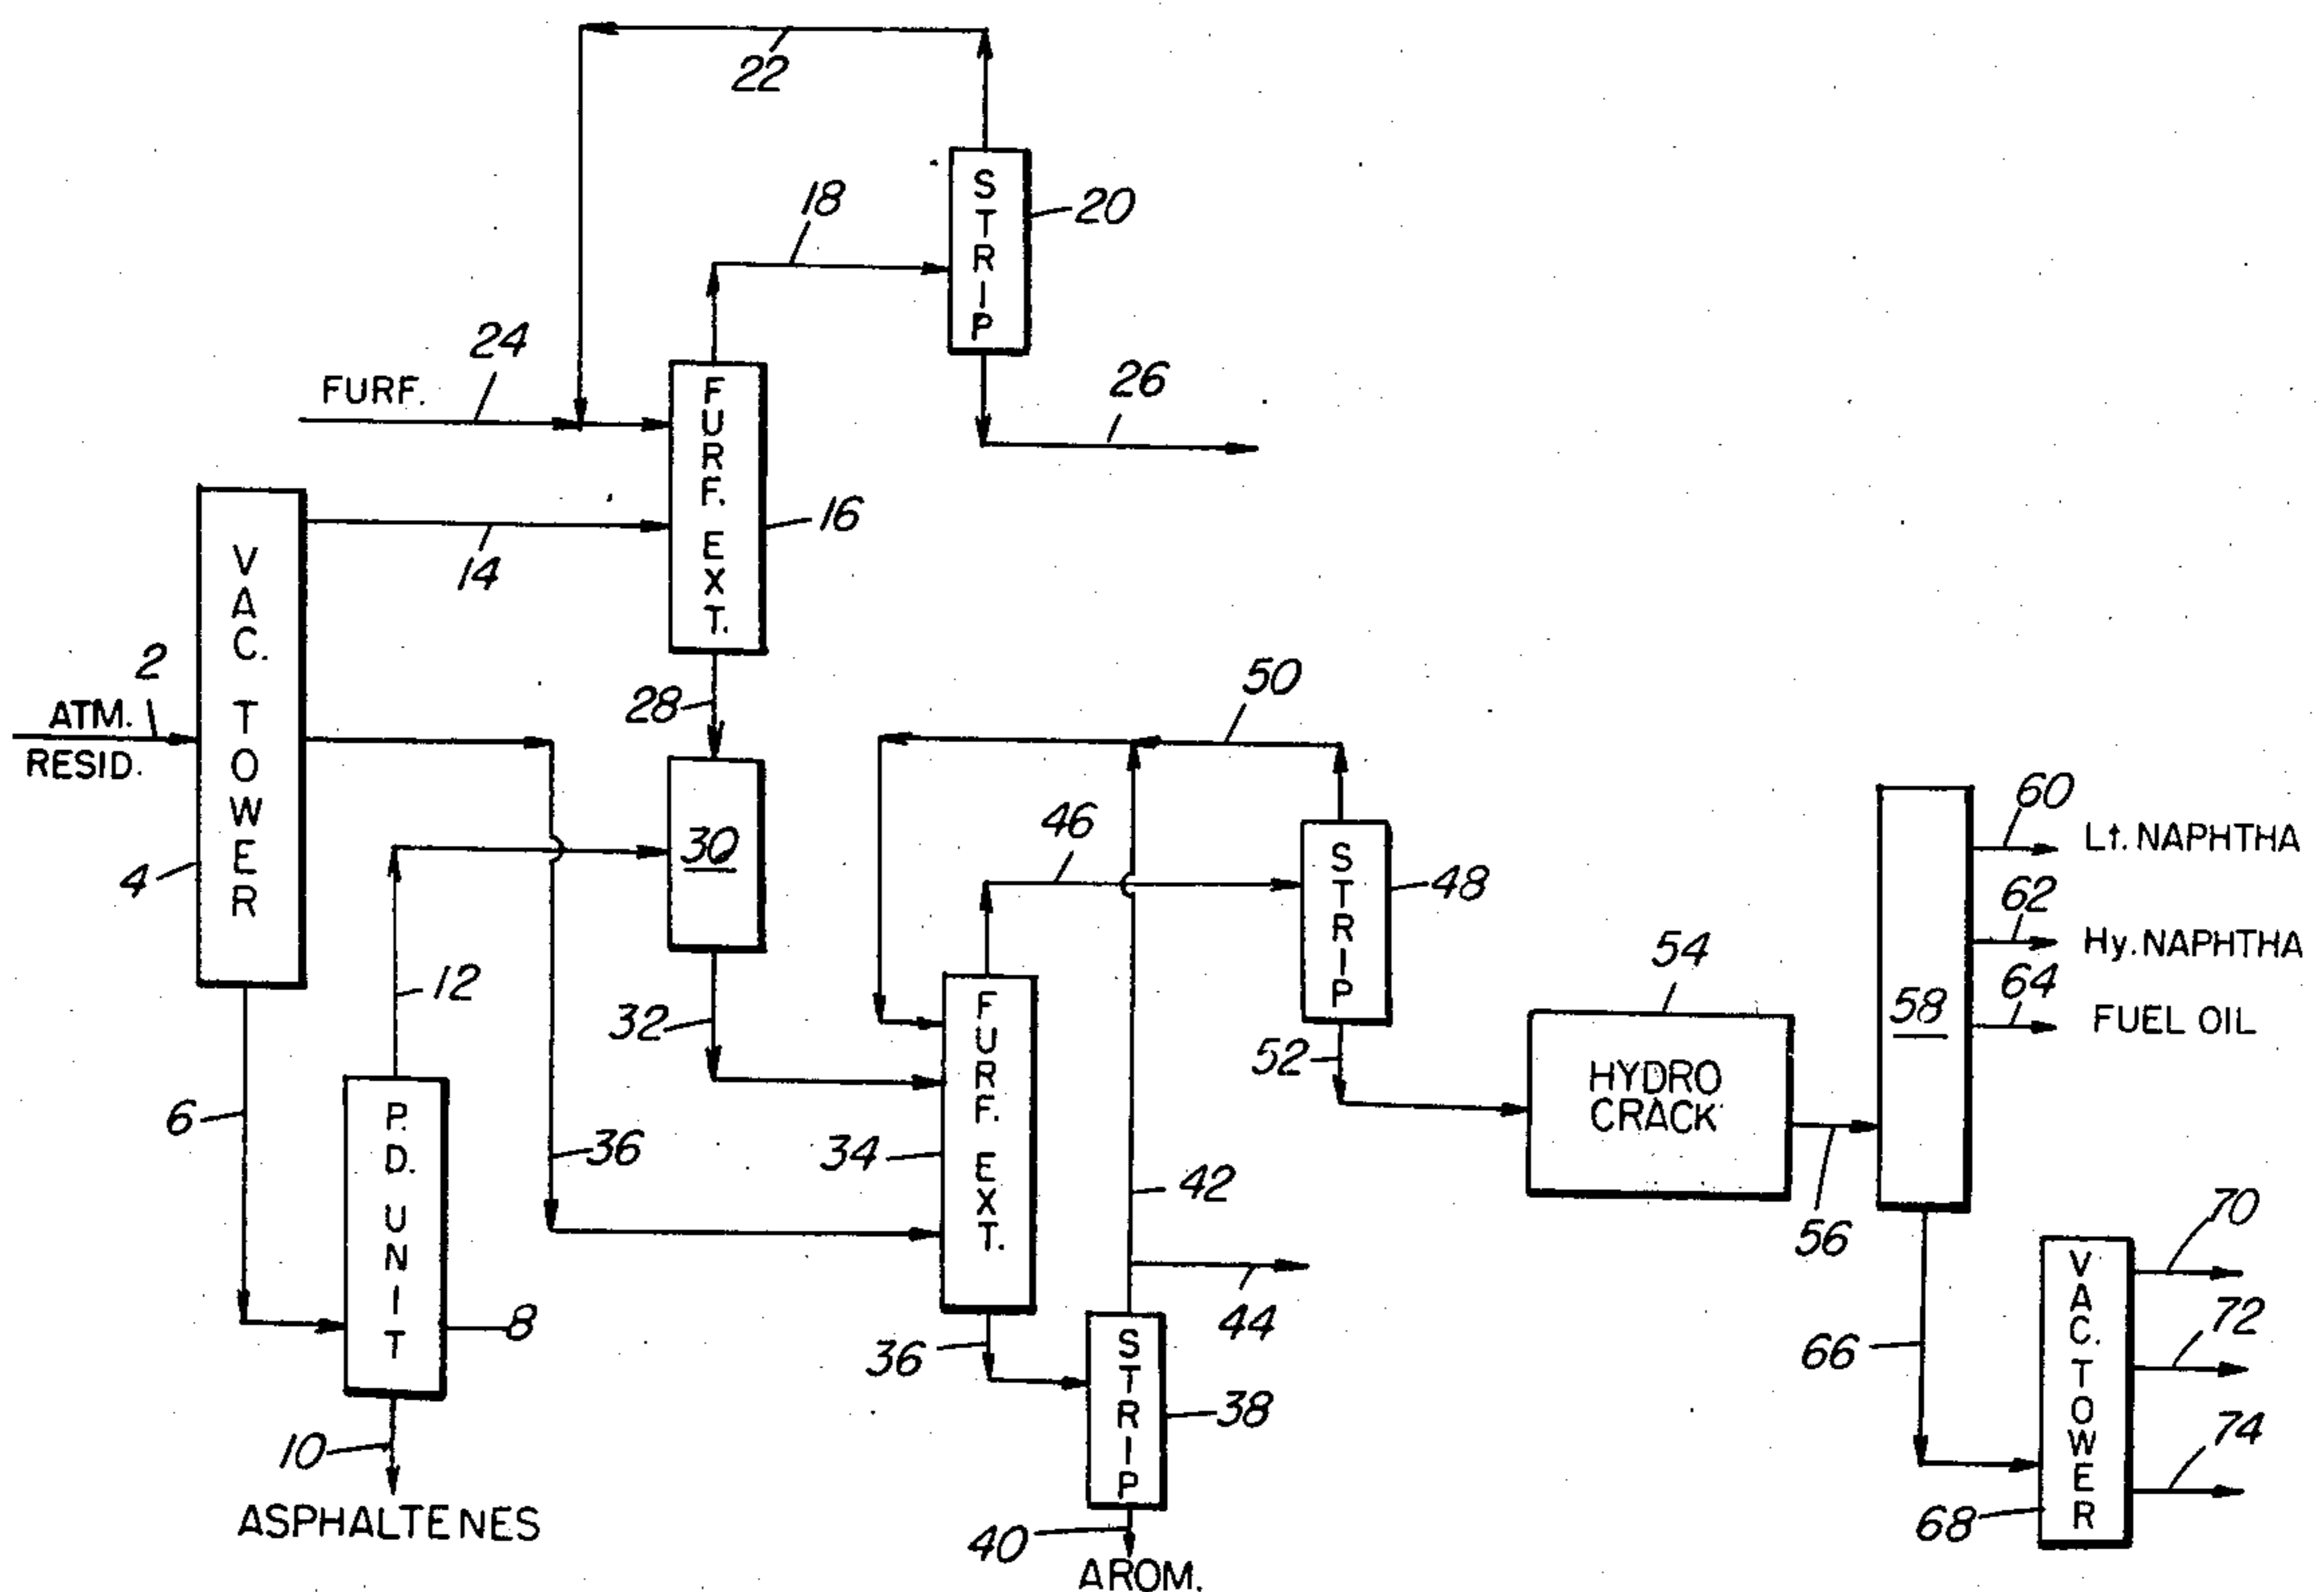 22
18
STRIP
20
24
FURF.
26
FURF. EXT.
16
14
VAC. TOWER
2
ATM.
RESID.
28
50
4
30
46
STRIP
48
60
Lt. NAPHTHA
62
Hy. NAPHTHA
64
FUEL OIL
12
32
54
58
HYDRO
CRACK
52
6
P.D. UNIT
36
34
FURF. EXT.
42
56
70
8
44
72
36
STRIP
38
66
VAC. TOWER
74
10
68
ASPHALTENES
40
AROM.